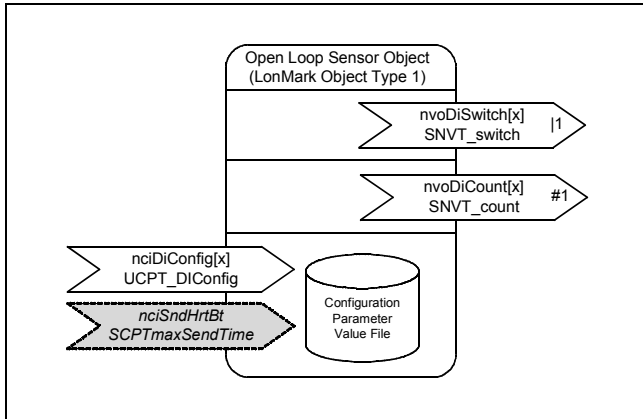 Open Loop Sensor Object
(LonMark Object Type 1)
nvoDiSwitch[x]
SNVT_switch
|1
nvoDiCount[x]
SNVT_count
#1
nciDiConfig[x]
UCPT_DIConfig
nciSndHrtBt
SCPTmaxSendTime
Configuration
Parameter
Value File